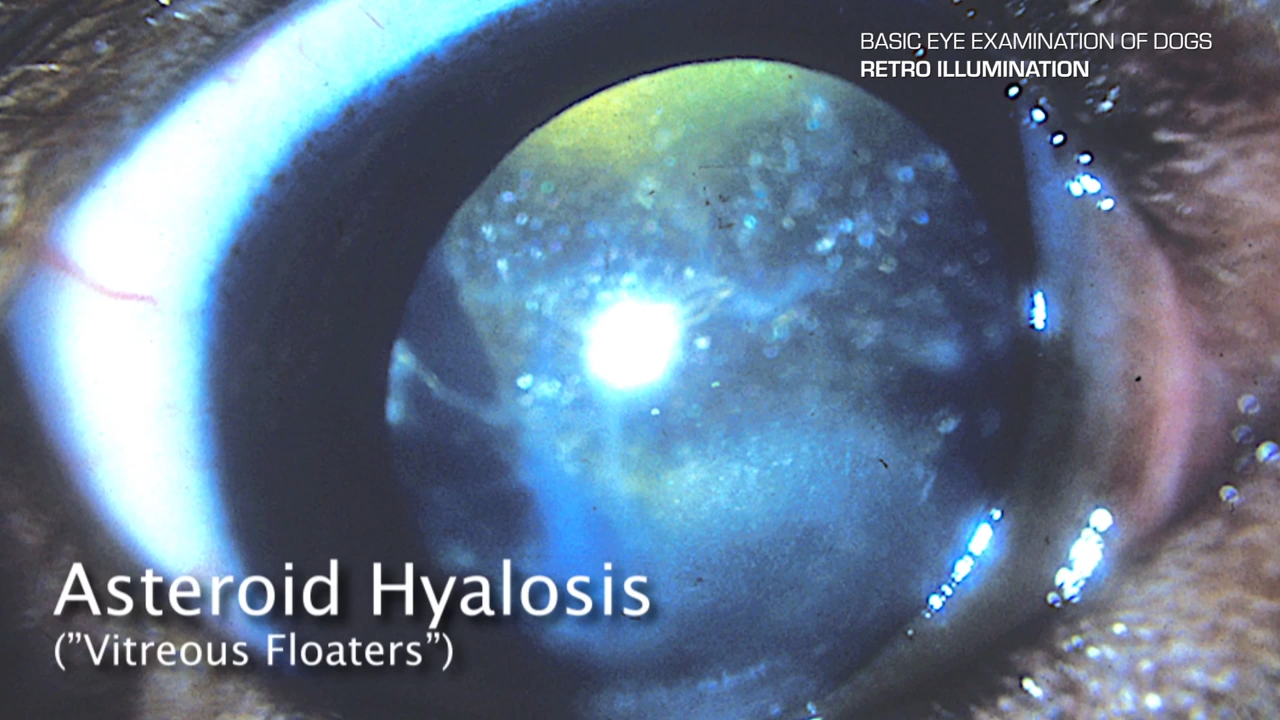 BASIC EYE EXAMINATION OF DOGS
RETRO ILLUMINATION
Asteroid Hyalosis
(”Vitreous Floaters”)